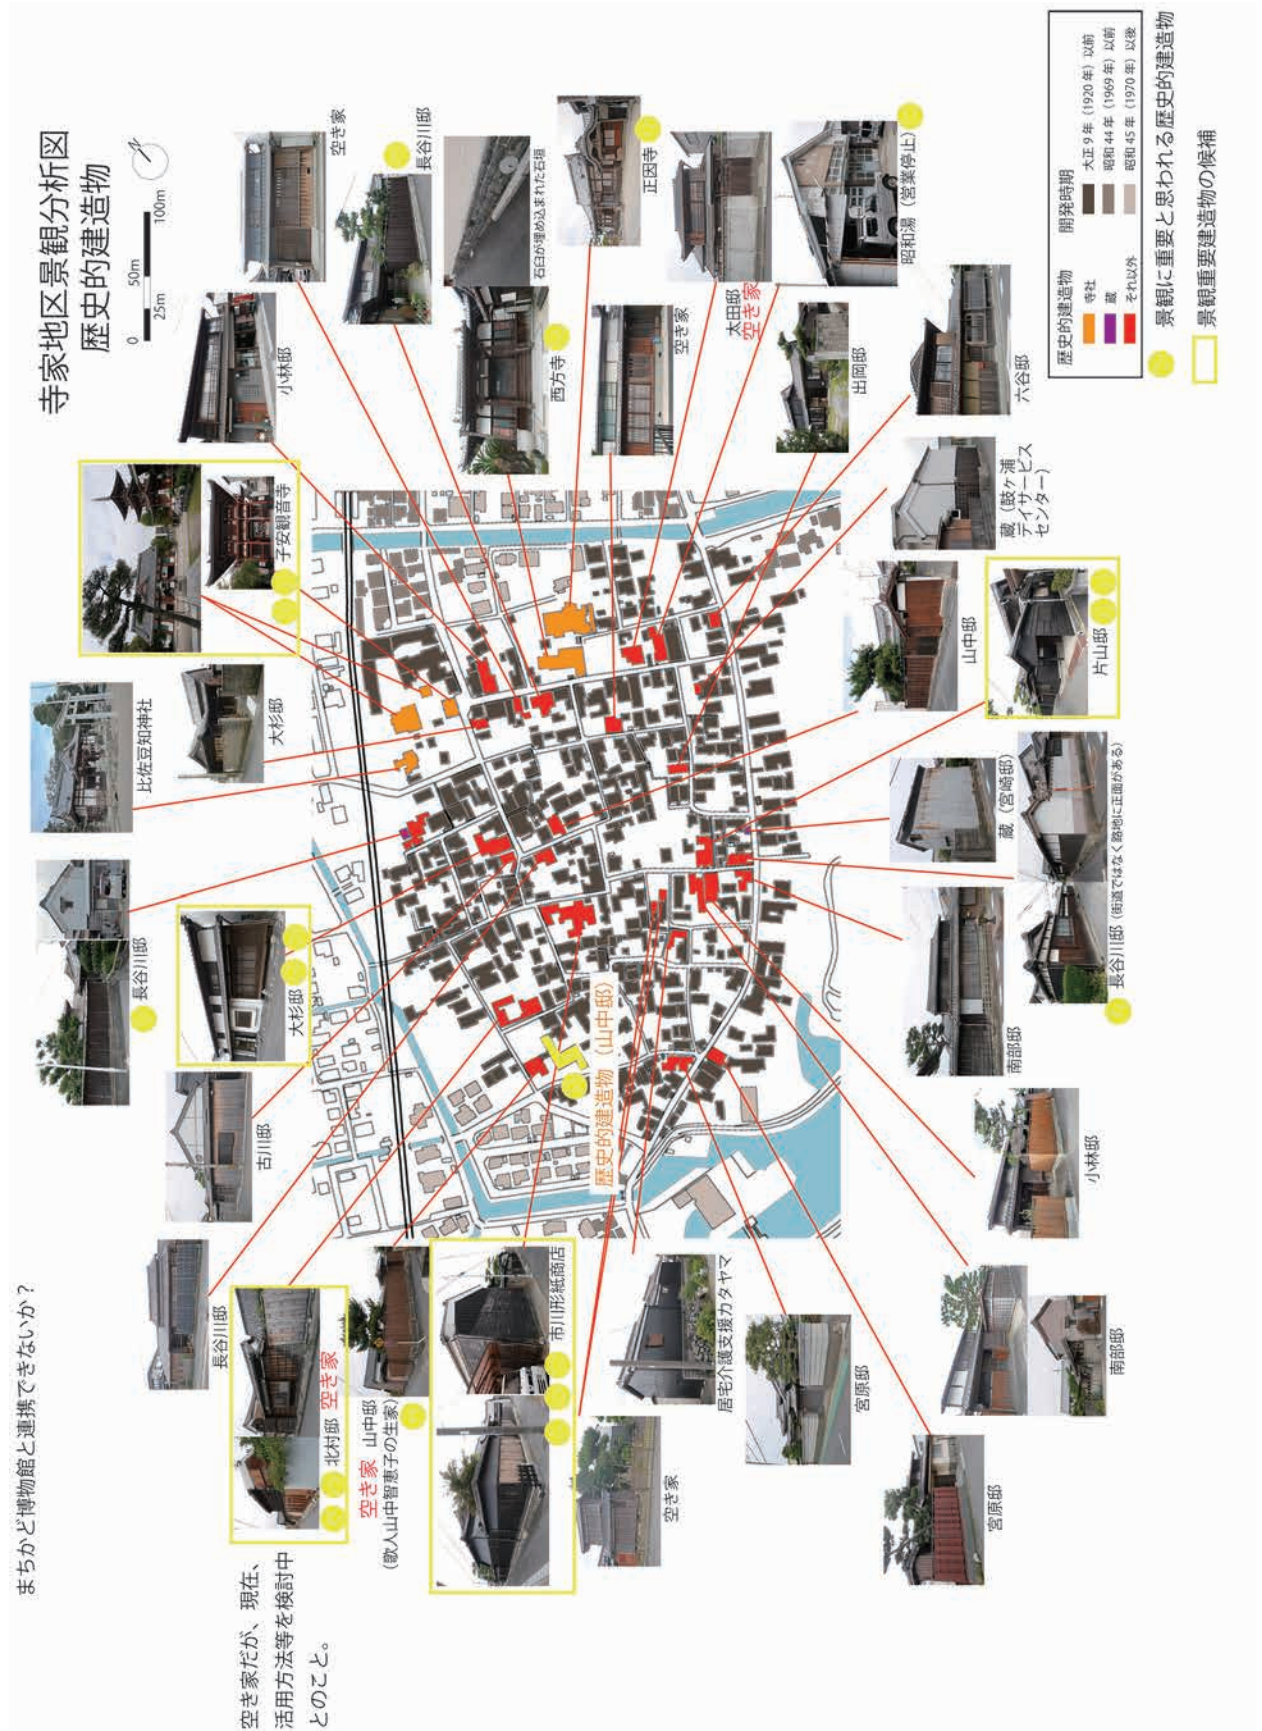 寺家地区景観分析図
歴史的建造物
0
25m
50m
100m
N
まちかど博物館と連携できないか？
長谷川邸
比佐豆知神社
子安観音寺
大杉邸
小林邸
空き家
長谷川邸
石臼が埋め込まれた石垣
西方寺
正因寺
空き家
太田邸
空き家
昭和湯（営業停止）
出岡邸
六谷邸
蔵（鼓ヶ浦
デイサービス
センター）
山中邸
片山邸
蔵（宮崎邸）
長谷川邸（街道ではなく路地に正面がある）
南部邸
小林邸
南部邸
宮原邸
宮原邸
居宅介護支援カタヤマ
空き家
市川形紙商店
空き家 山中邸
（歌人山中智恵子の生家）
北村邸 空き家
空き家だが、現在、
活用方法等を検討中
とのこと。
長谷川邸
古川邸
大杉邸
歴史的建造物（山中邸）
歴史的建造物
寺社
蔵
それ以外
開発時期
大正9年（1920年）以前
昭和44年（1969年）以前
昭和45年（1970年）以後
景観に重要と思われる歴史的建造物
景観重要建造物の候補